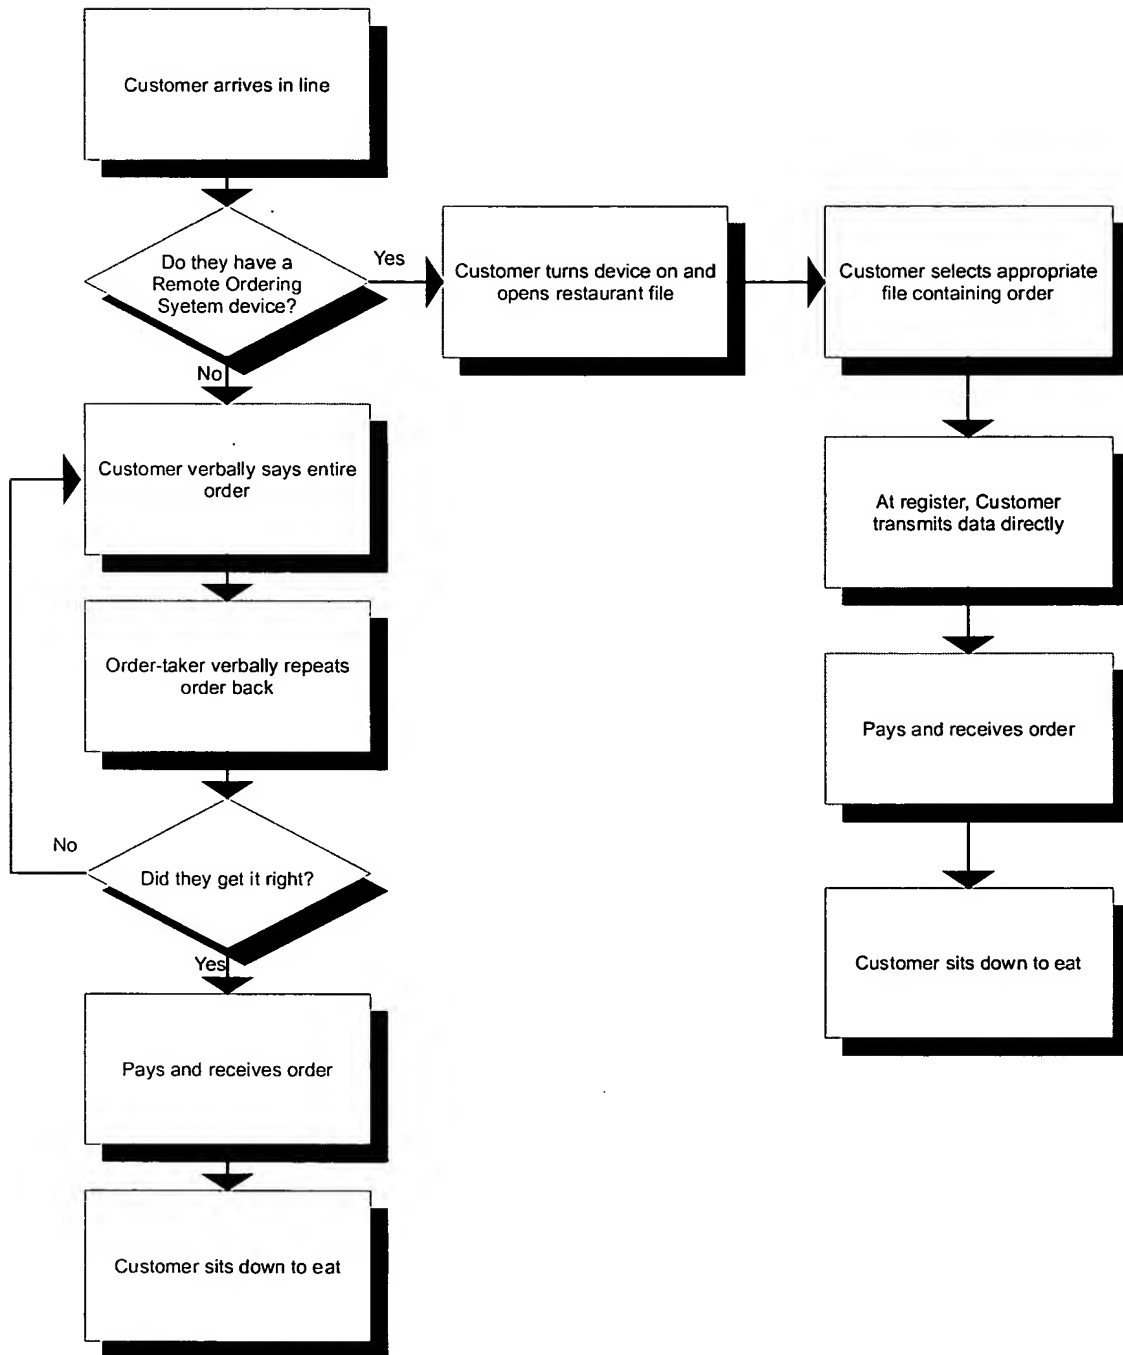 Customer arrives in line
Do they have a
Remote Ordering
Syetem device?
Yes
Customer turns device on and
opens restaurant file
Customer selects appropriate
file containing order
No
Customer verbally says entire
order
At register, Customer
transmits data directly
Order-taker verbally repeats
order back
Pays and receives order
No
Did they get it right?
Yes
Customer sits down to eat
Pays and receives order
Customer sits down to eat